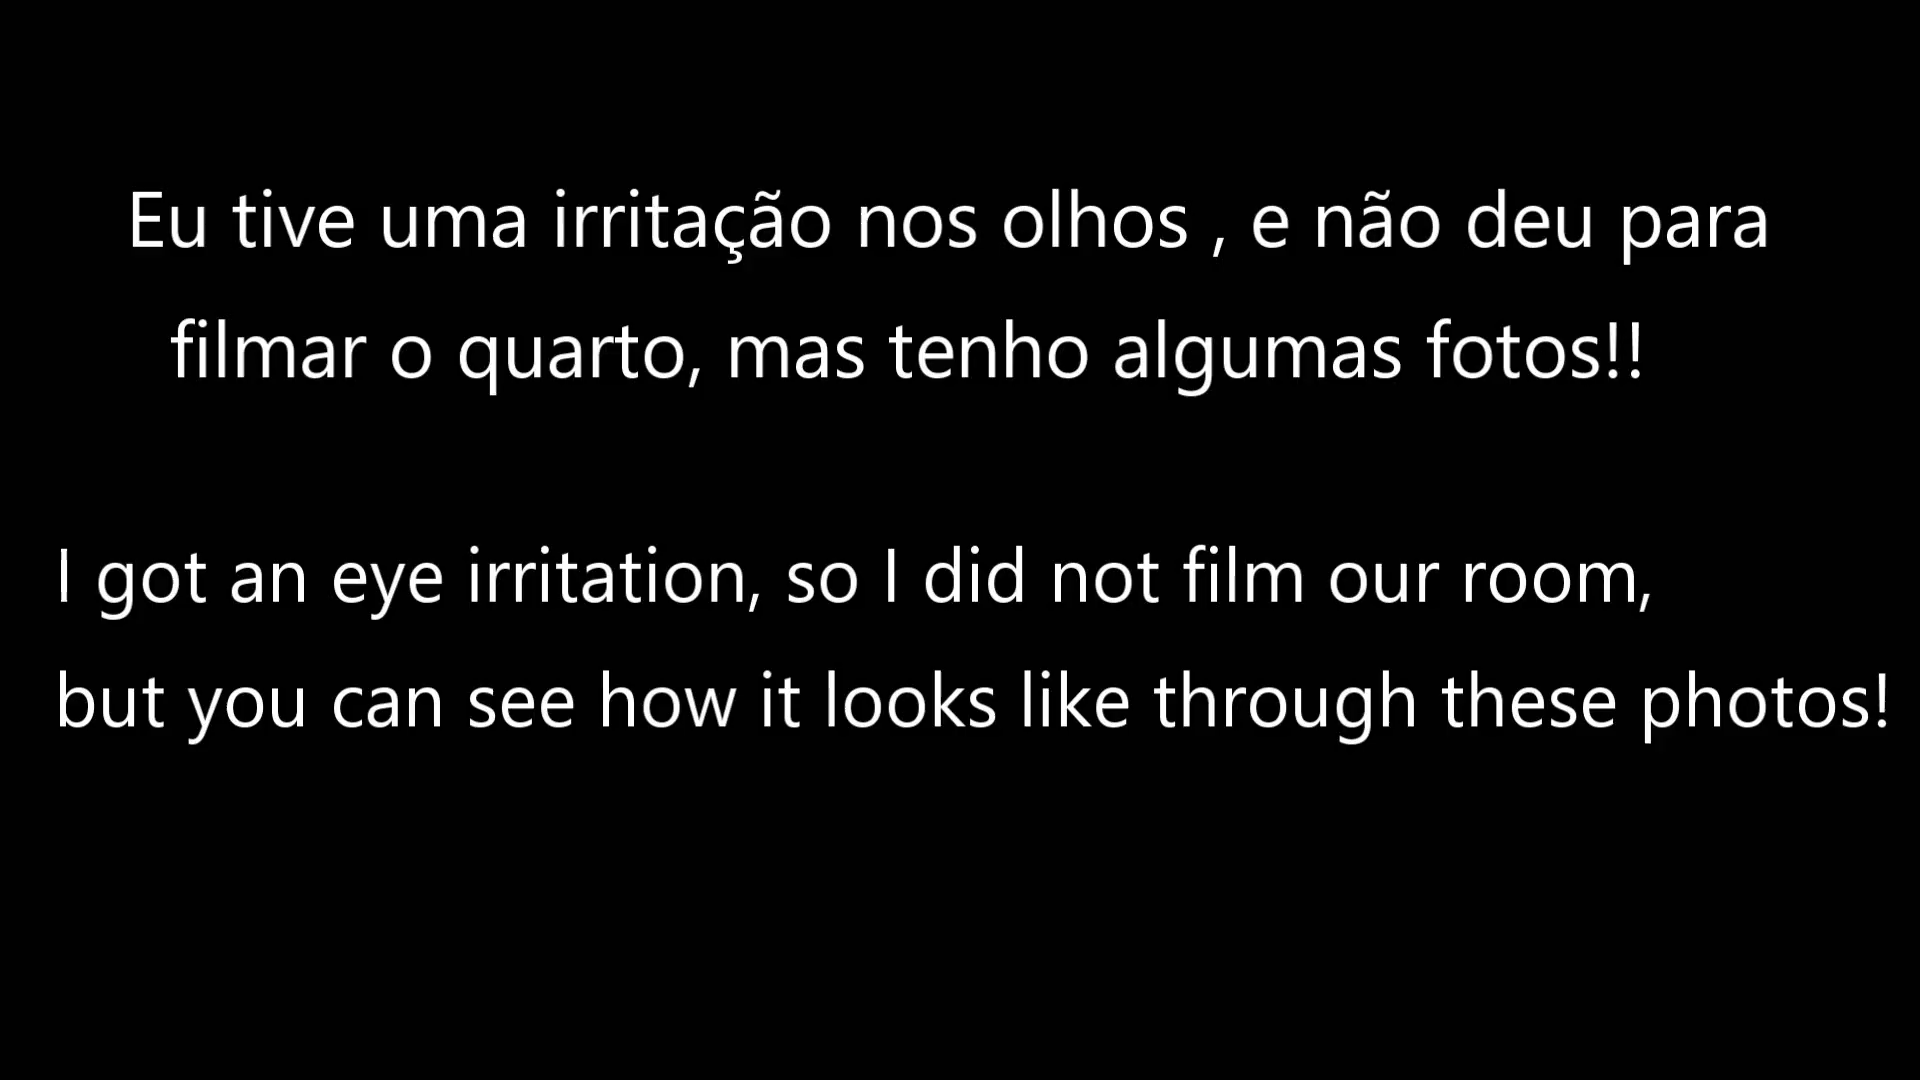 Eu tive uma irritação nos olhos , e não deu para
filmar o quarto, mas tenho algumas fotos!!
I got an eye irritation, so I did not film our room,
but you can see how it looks like through these photos!